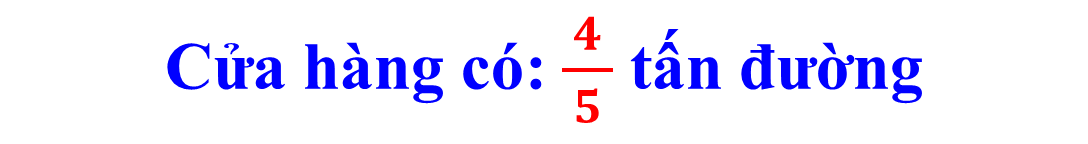 Cửa hàng có: 4/5 tấn đường